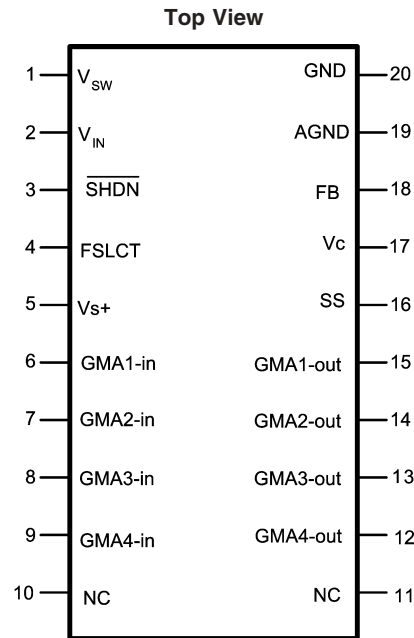 Top View
1 V_SW GND 20
2 V_IN AGND 19
3 S̅H̅D̅N̅ FB 18
4 FSLCT Vc 17
5 Vs+ SS 16
6 GMA1-in GMA1-out 15
7 GMA2-in GMA2-out 14
8 GMA3-in GMA3-out 13
9 GMA4-in GMA4-out 12
10 NC NC 11